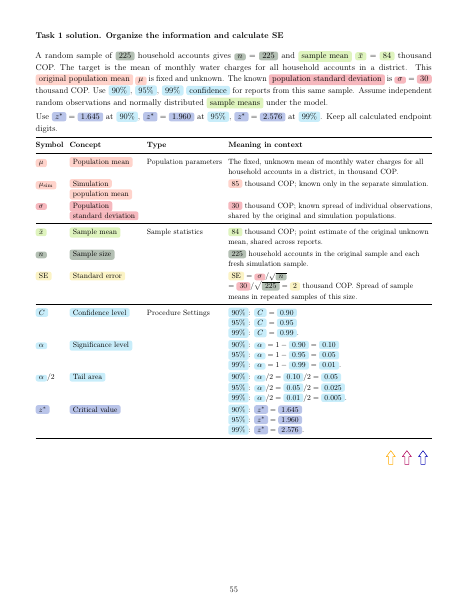 Task 1 solution. Organize the information and calculate SE
A random sample of 225 household accounts gives n = 225 and sample mean x̄ = 84 thousand
COP. The target is the mean of monthly water charges for all household accounts in a district. This
original population mean μ is fixed and unknown. The known population standard deviation is σ = 30
thousand COP. Use 90%, 95%, 99% confidence for reports from this same sample. Assume independent
random observations and normally distributed sample means under the model.
Use z* = 1.645 at 90%, z* = 1.960 at 95%, z* = 2.576 at 99%. Keep all calculated endpoint
digits.
Symbol Concept Type Meaning in context
μ Population mean Population parameters The fixed, unknown mean of monthly water charges for all
household accounts in a district, in thousand COP.
μsim Simulation population mean 85 thousand COP; known only in the separate simulation.
σ Population standard deviation 30 thousand COP; known spread of individual observations,
shared by the original and simulation populations.
x̄ Sample mean Sample statistics 84 thousand COP; point estimate of the original unknown
mean, shared across reports.
n Sample size 225 household accounts in the original sample and each
fresh simulation sample.
SE Standard error SE = σ/√n
= 30/√225 = 2 thousand COP. Spread of sample
means in repeated samples of this size.
C Confidence level Procedure Settings 90%: C = 0.90
95%: C = 0.95
99%: C = 0.99.
α Significance level 90%: α = 1 − 0.90 = 0.10
95%: α = 1 − 0.95 = 0.05
99%: α = 1 − 0.99 = 0.01.
α/2 Tail area 90%: α/2 = 0.10/2 = 0.05
95%: α/2 = 0.05/2 = 0.025
99%: α/2 = 0.01/2 = 0.005.
z* Critical value 90%: z* = 1.645
95%: z* = 1.960
99%: z* = 2.576.
55